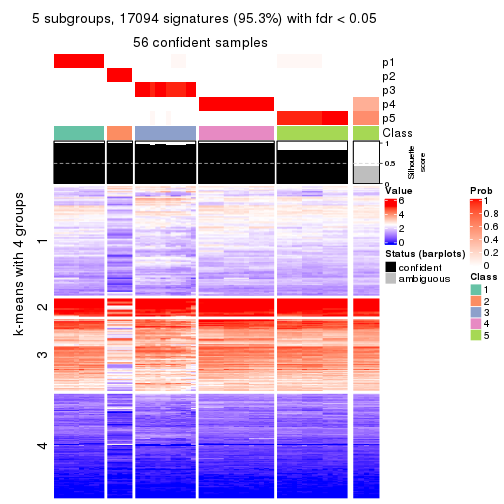 5 subgroups, 17094 signatures (95.3%) with fdr < 0.05
56 confident samples
p1
p2
p3
p4
p5
Class
1
0.5
0
Silhouette
score
k-means with 4 groups
1
2
3
4
Value
6
4
2
0
Status (barplots)
confident
ambiguous
Prob
1
0.8
0.6
0.4
0.2
0
Class
1
2
3
4
5